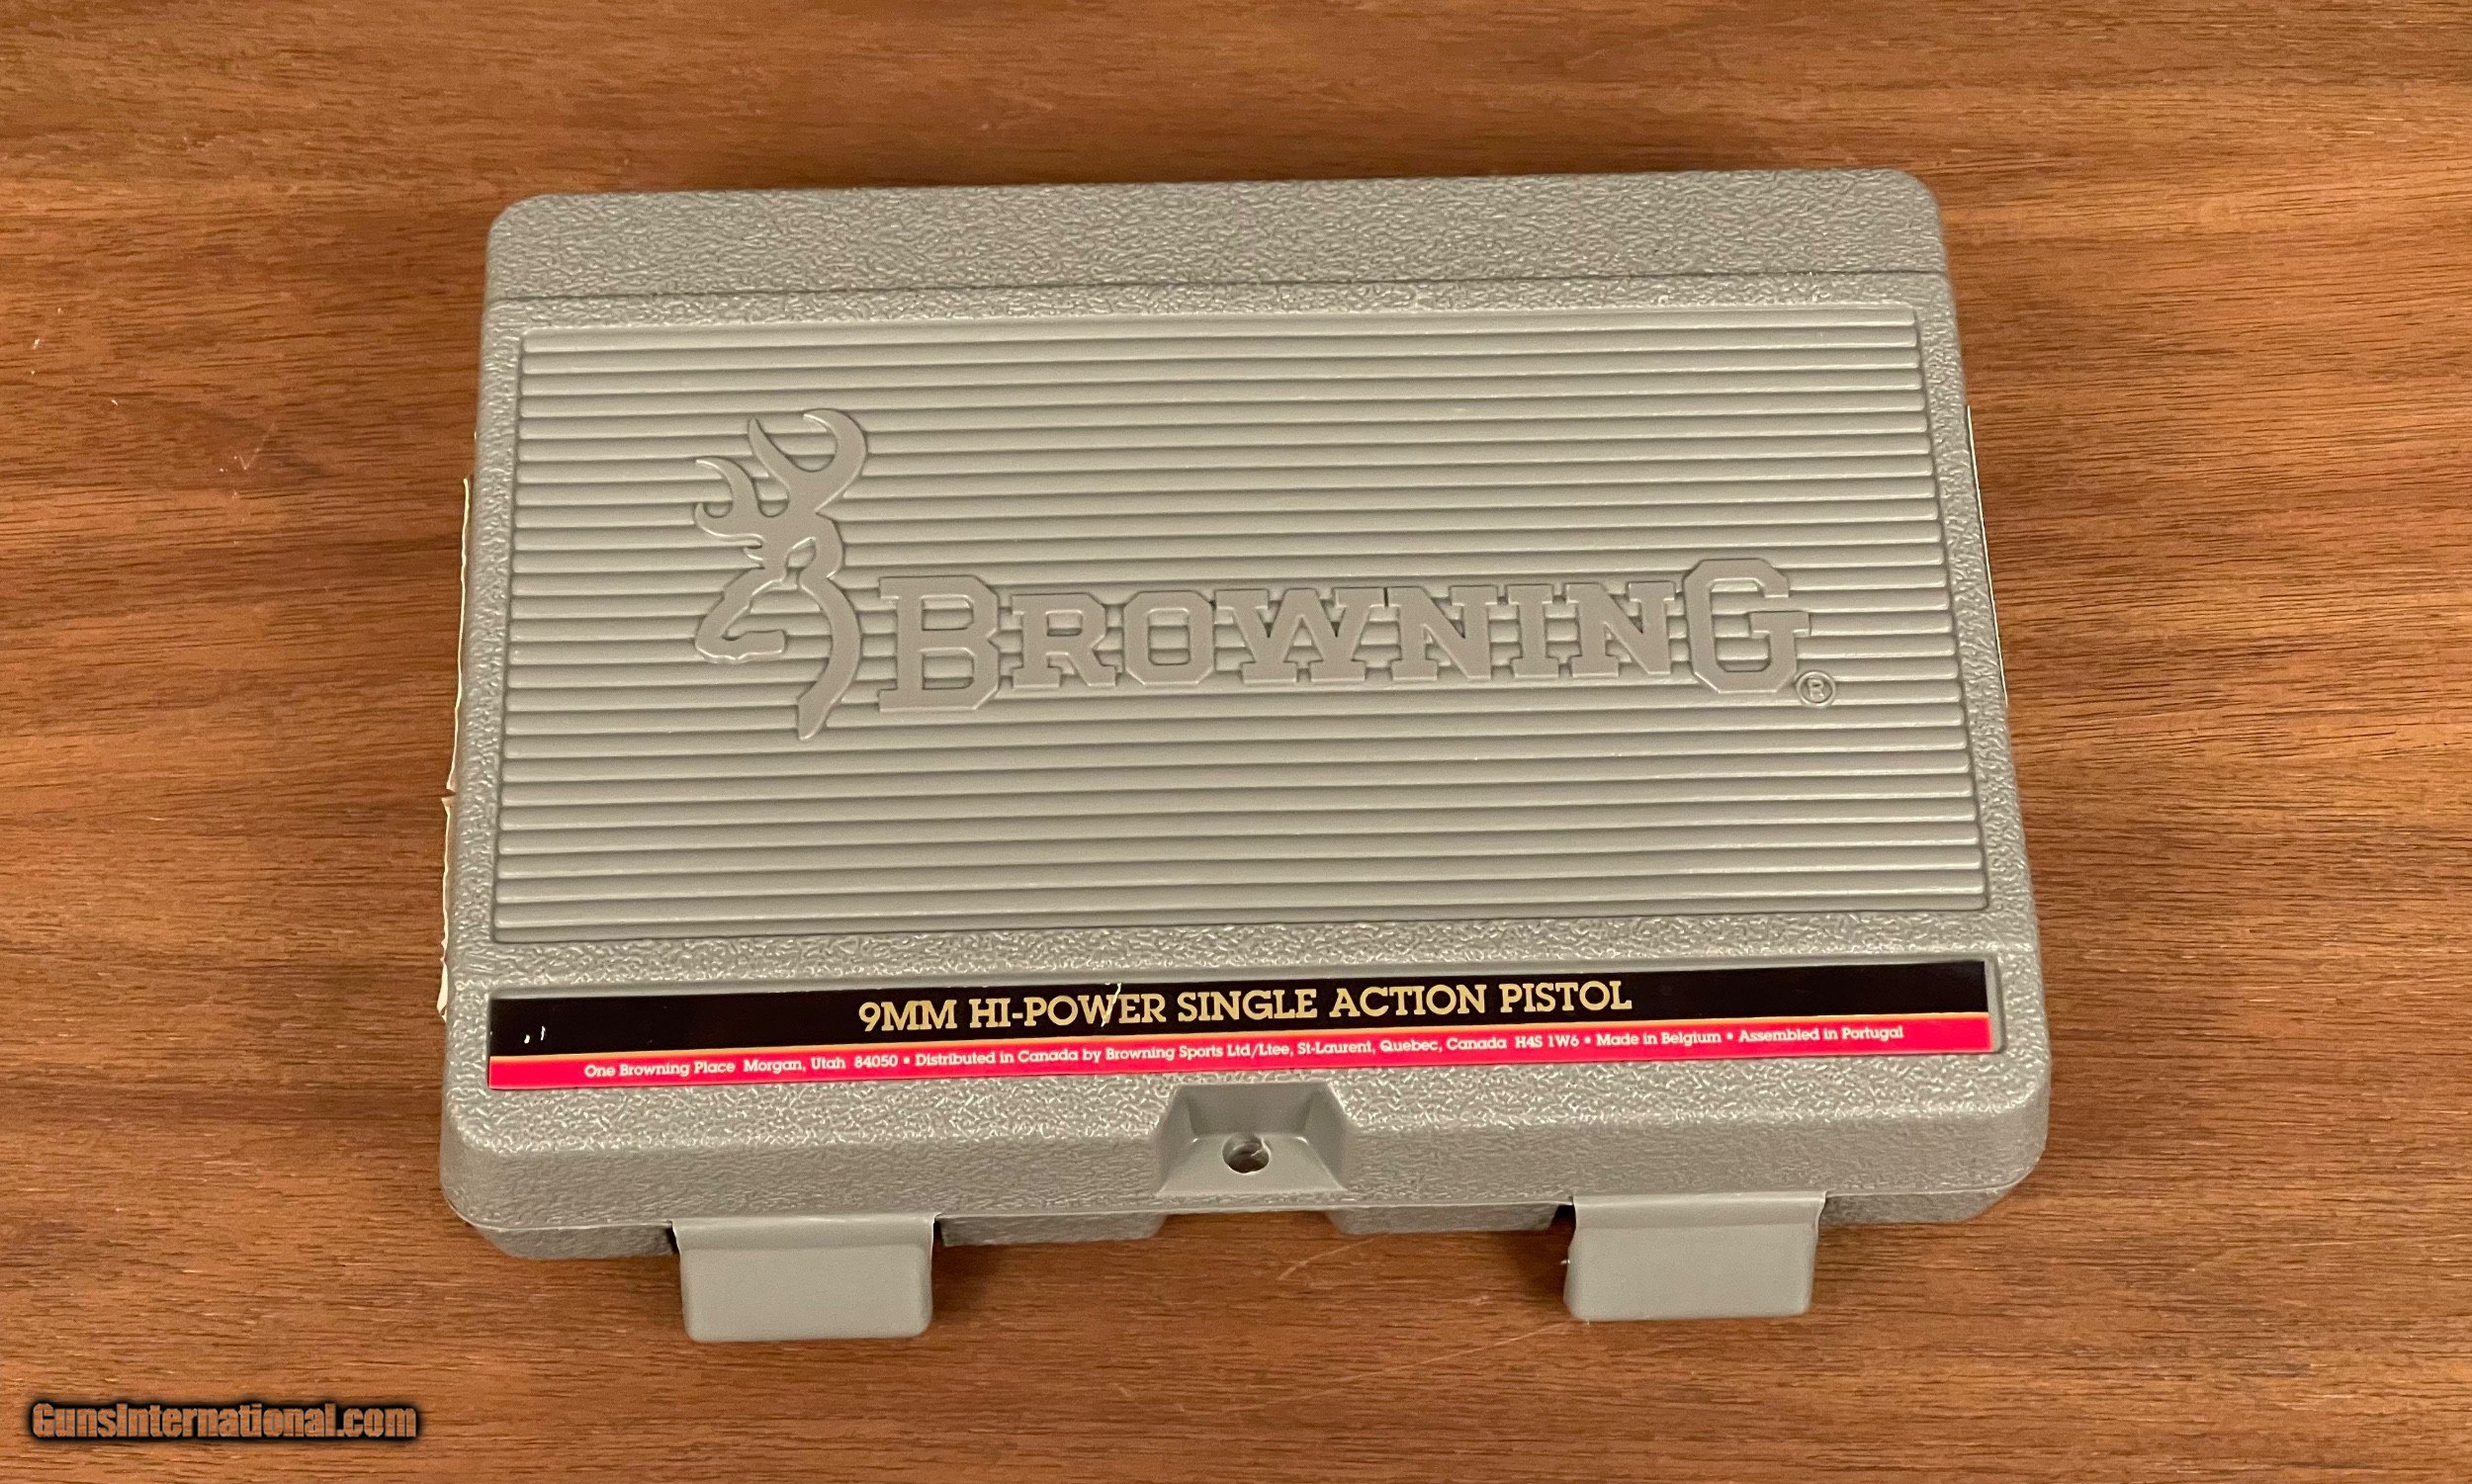 BROWNING®
9MM HI-POWER SINGLE ACTION PISTOL
One Browning Place Morgan, Utah 84050 • Distributed in Canada by Browning Sports Ltd/Ltee, St-Laurent, Quebec, Canada H4S 1W6 • Made in Belgium • Assembled in Portugal
GunsInternational.com